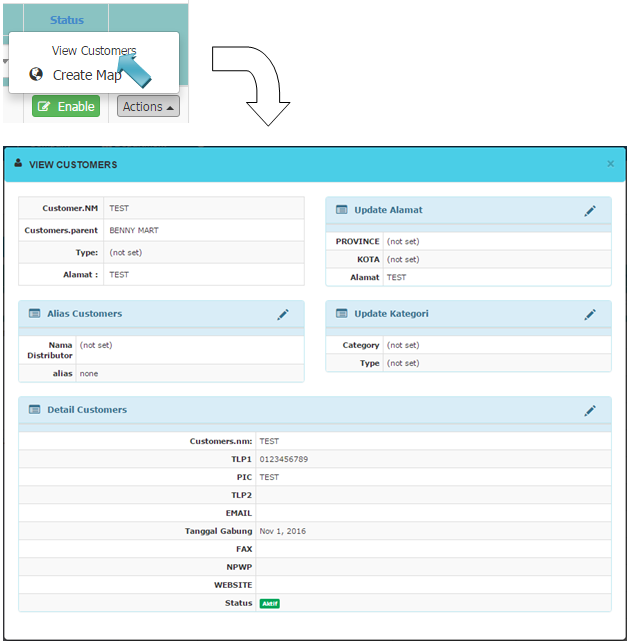 Status
View Customers
Create Map
Enable
Actions
VIEW CUSTOMERS
×
Customer.NM TEST
Customers.parent BENNY MART
Type: (not set)
Alamat : TEST
Update Alamat
PROVINCE (not set)
KOTA (not set)
Alamat TEST
Alias Customers
Nama
Distributor (not set)
alias none
Update Kategori
Category (not set)
Type (not set)
Detail Customers
Customers.nm: TEST
TLP1 0123456789
PIC TEST
TLP2
EMAIL
Tanggal Gabung Nov 1, 2016
FAX
NPWP
WEBSITE
Status Aktif